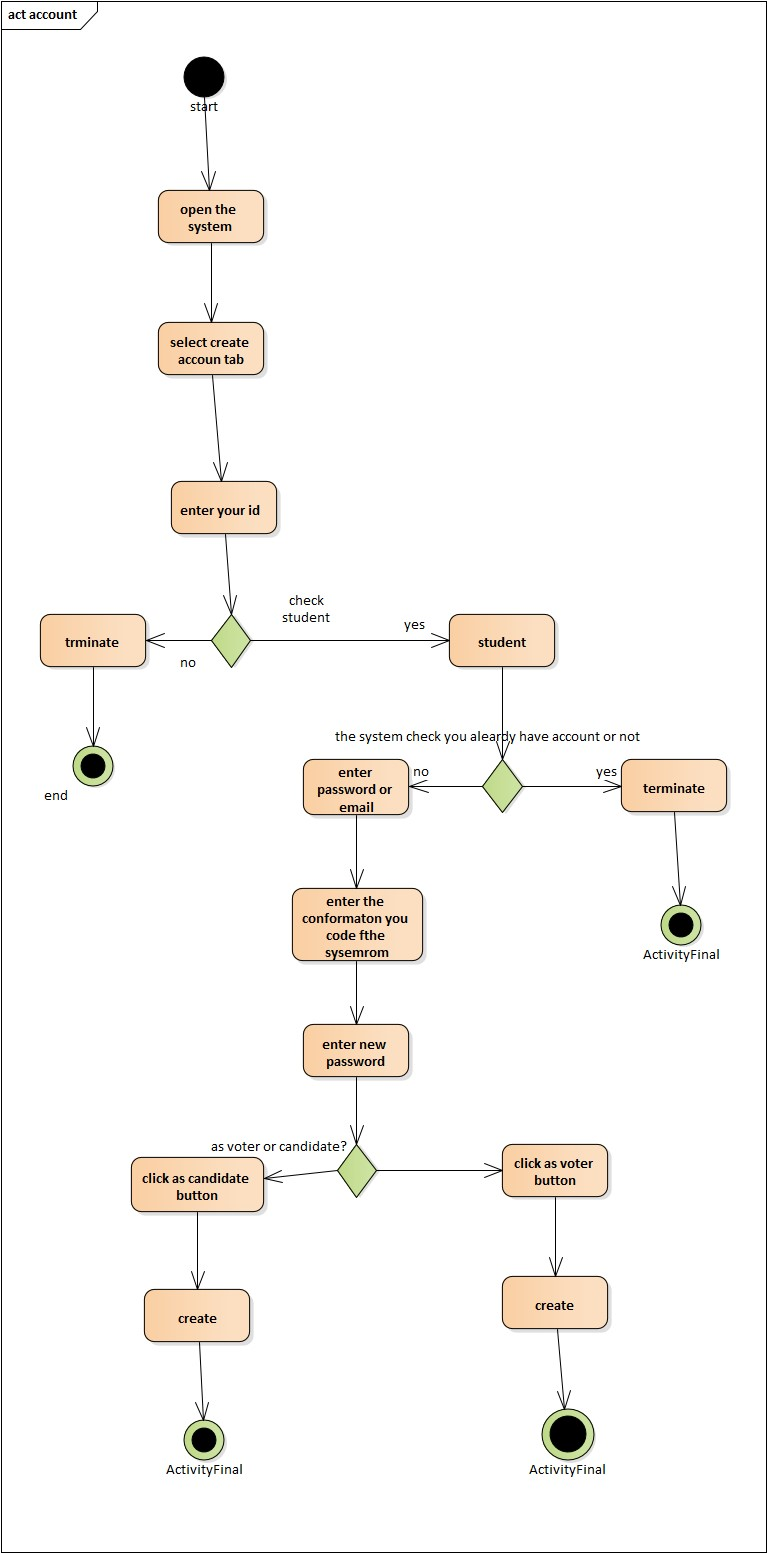 act account
start
open the
system
select create
accoun tab
enter your id
check
student
yes
trminate
no
student
the system check you aleardy have account or not
end
enter
password or
email
no
yes
terminate
enter the
conformaton you
code fthe
sysemrom
ActivityFinal
enter new
password
as voter or candidate?
click as candidate
button
click as voter
button
create
create
ActivityFinal
ActivityFinal